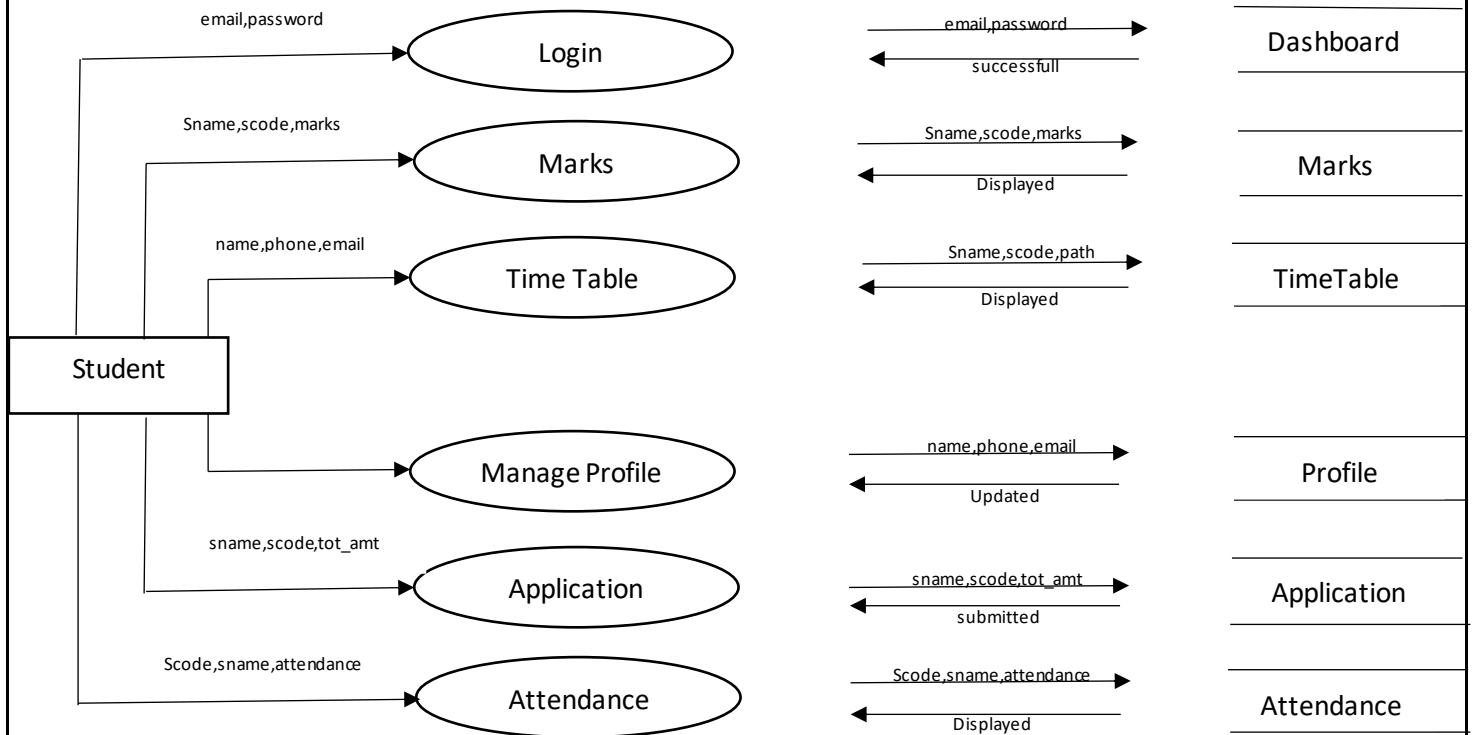 email,password
Login
email,password
successfull
Dashboard
Sname,scode,marks
Marks
Sname,scode,marks
Displayed
Marks
name,phone,email
Time Table
Sname,scode,path
Displayed
TimeTable
Student
Manage Profile
name,phone,email
Updated
Profile
sname,scode,tot_amt
Application
sname,scode,tot_amt
submitted
Application
Scode,sname,attendance
Attendance
Scode,sname,attendance
Displayed
Attendance